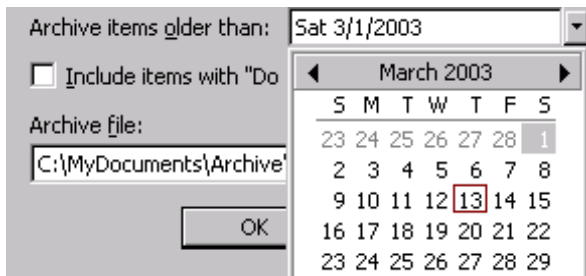 Archive items older than: Sat 3/1/2003
Include items with "Do
March 2003
S M T W T F S
23 24 25 26 27 28 1
Archive file:
2 3 4 5 6 7 8
C:\MyDocuments\Archive
9 10 11 12 13 14 15
OK
16 17 18 19 20 21 22
23 24 25 26 27 28 29